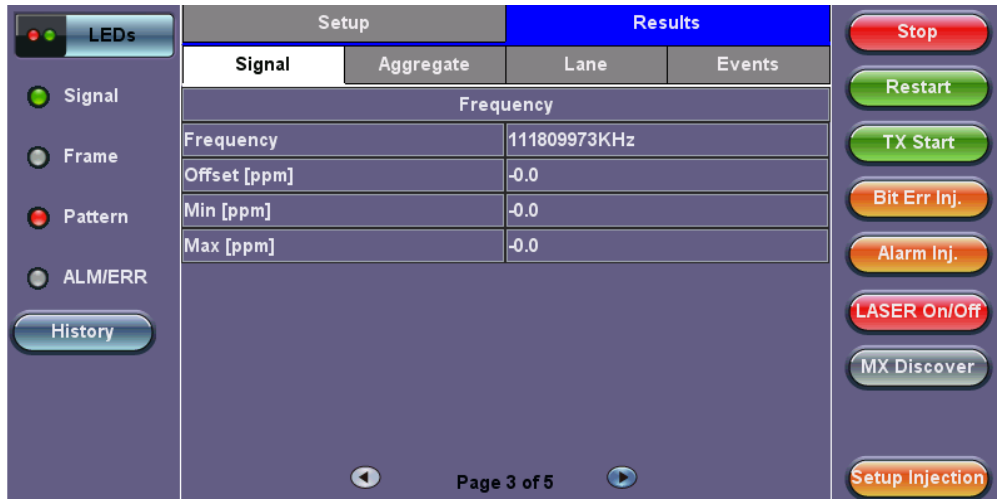 LEDs
Signal
Frame
Pattern
ALM/ERR
History
Setup
Results
Signal
Aggregate
Lane
Events
Frequency
Frequency 111809973KHz
Offset [ppm] -0.0
Min [ppm] -0.0
Max [ppm] -0.0
Page 3 of 5
Stop
Restart
TX Start
Bit Err Inj.
Alarm Inj.
LASER On/Off
MX Discover
Setup Injection